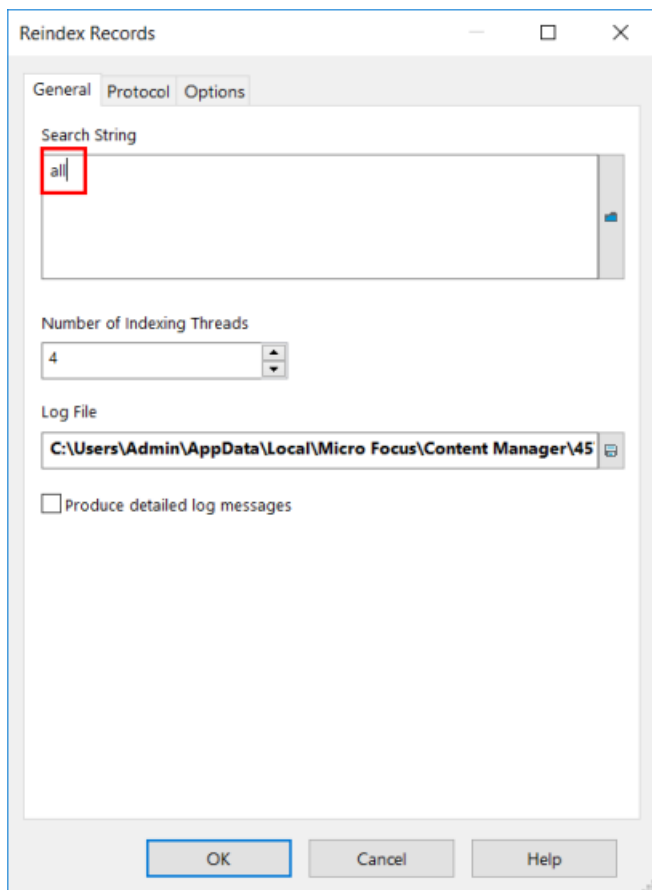 Reindex Records
General Protocol Options
Search String
all
Number of Indexing Threads
4
Log File
C:\Users\Admin\AppData\Local\Micro Focus\Content Manager\45
Produce detailed log messages
OK Cancel Help